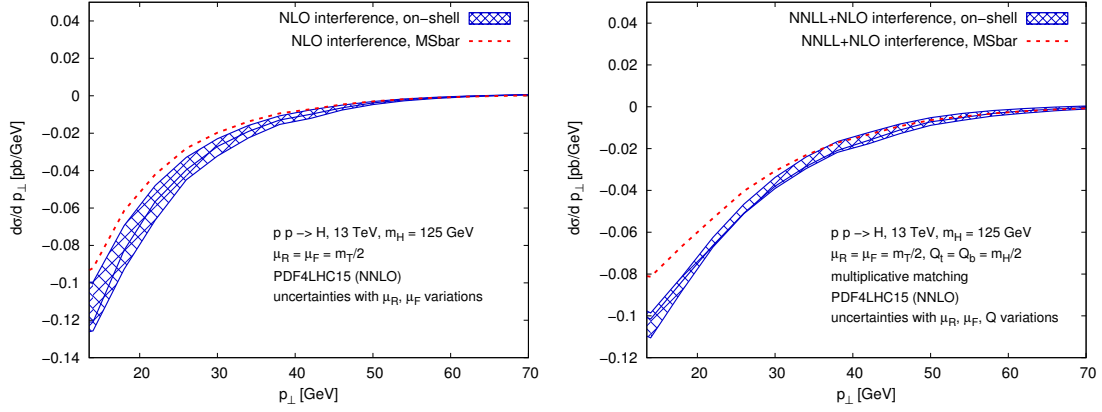 NLO interference, on-shell
NLO interference, MSbar
0.04
0.02
0
−0.02
−0.04
−0.06
−0.08
−0.1
−0.12
−0.14
dσ/d p⊥ [pb/GeV]
p p −> H, 13 TeV, mH = 125 GeV
μR = μF = mT/2
PDF4LHC15 (NNLO)
uncertainties with μR, μF variations
20 30 40 50 60 70
p⊥ [GeV]
NNLL+NLO interference, on-shell
NNLL+NLO interference, MSbar
0.04
0.02
0
−0.02
−0.04
−0.06
−0.08
−0.1
−0.12
dσ/d p⊥ [pb/GeV]
p p −> H, 13 TeV, mH = 125 GeV
μR = μF = mT/2, Qt = Qb = mH/2
multiplicative matching
PDF4LHC15 (NNLO)
uncertainties with μR, μF, Q variations
20 30 40 50 60 70
p⊥ [GeV]